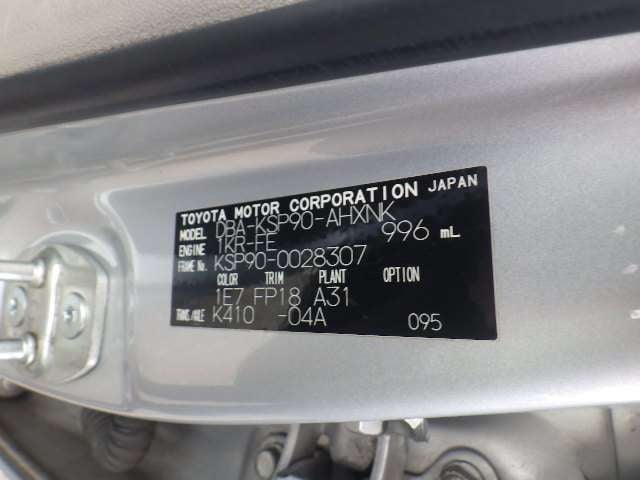 TOYOTA MOTOR CORPORATION JAPAN
MODEL DBA-KSP90-AHXNK
ENGINE 1KR-FE 996 mL
FRAME No. KSP90-0028307
COLOR TRIM PLANT OPTION
1E7 FP18 A31
TRANS/AXLE K410 -04A 095